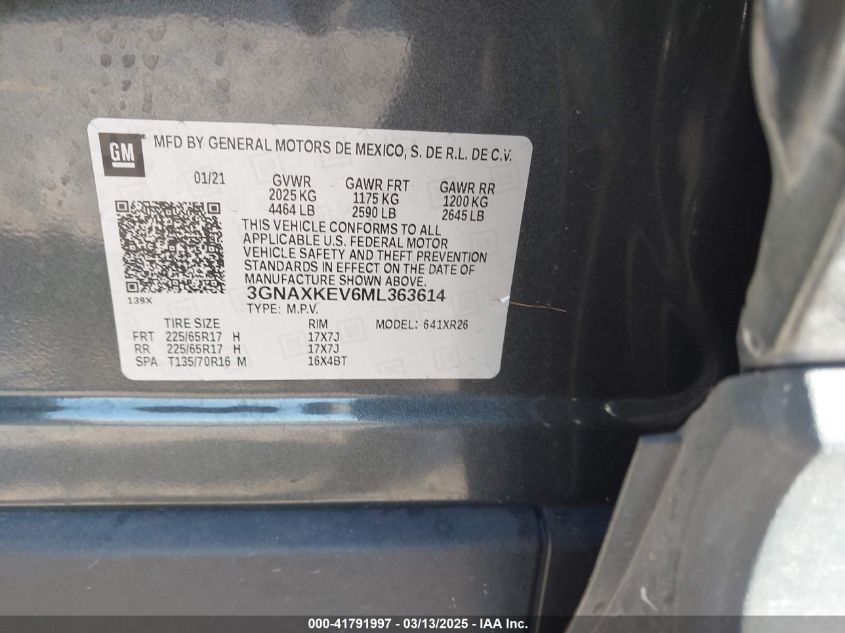 GM MFD BY GENERAL MOTORS DE MEXICO, S. DE R.L. DE C.V.
01/21 GVWR GAWR FRT GAWR RR
2025 KG 1175 KG 1200 KG
4464 LB 2590 LB 2645 LB
THIS VEHICLE CONFORMS TO ALL
APPLICABLE U.S. FEDERAL MOTOR
VEHICLE SAFETY AND THEFT PREVENTION
STANDARDS IN EFFECT ON THE DATE OF
MANUFACTURE SHOWN ABOVE.
139X 3GNAXKEV6ML363614
TYPE: M.P.V.
TIRE SIZE RIM MODEL: 641XR26
FRT 225/65R17 H 17X7J
RR 225/65R17 H 17X7J
SPA T135/70R16 M 16X4BT
000-41791997 - 03/13/2025 - IAA Inc.